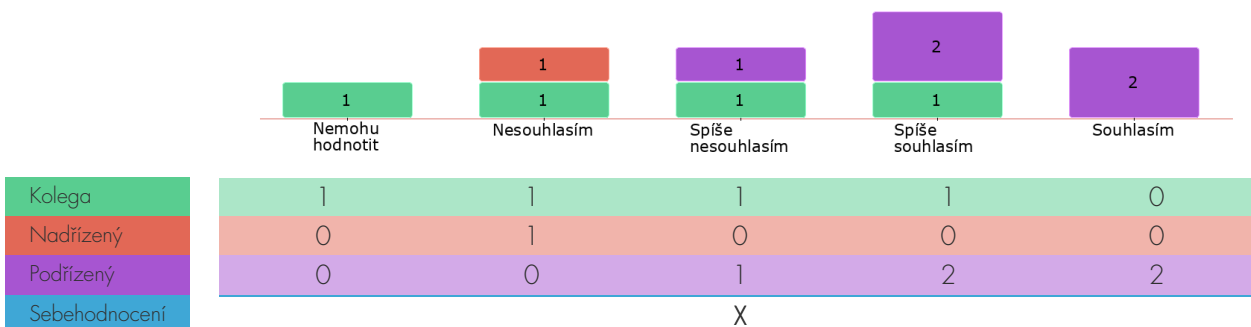 2
1 1 2
1 1 1 1
Nemohu hodnotit Nesouhlasím Spíše nesouhlasím Spíše souhlasím Souhlasím
Kolega 1 1 1 1 0
Nadřízený 0 1 0 0 0
Podřízený 0 0 1 2 2
Sebehodnocení X